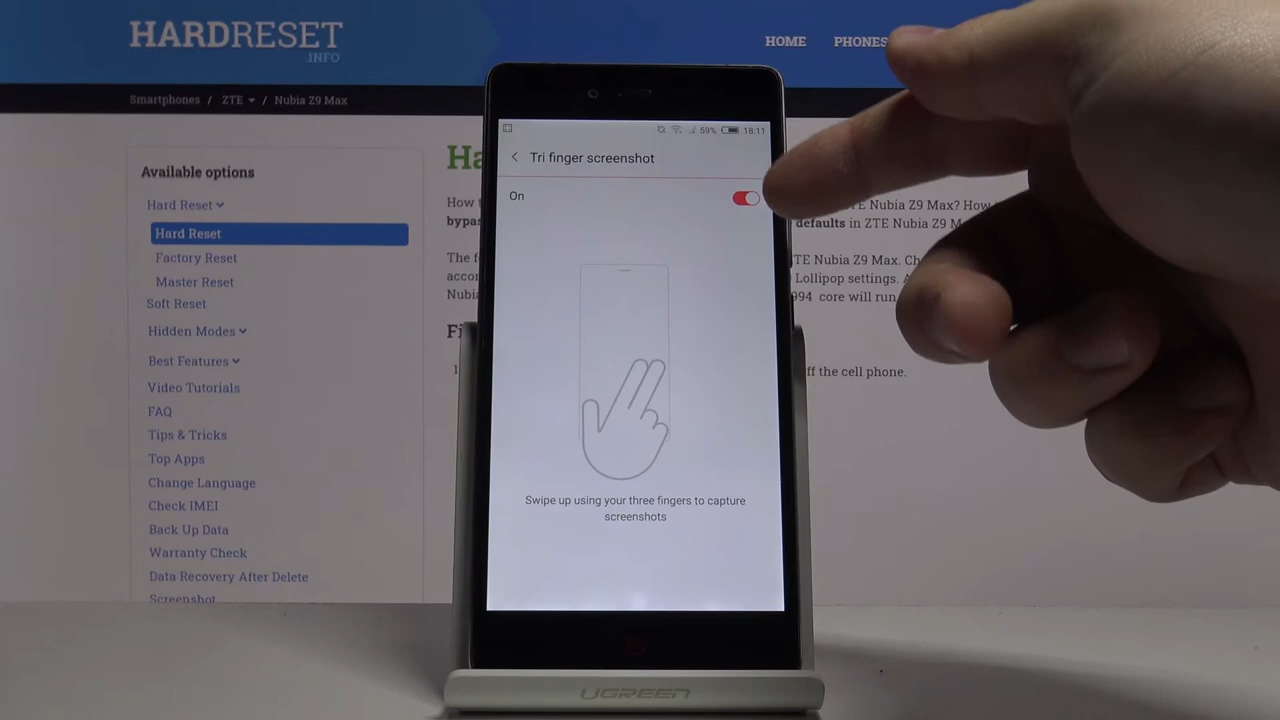 HARDRESET
.INFO
HOME PHONES
Smartphones / ZTE / Nubia Z9 Max
Available options
Hard Reset
Hard Reset
Factory Reset
Master Reset
Soft Reset
Hidden Modes
Best Features
Video Tutorials
FAQ
Tips & Tricks
Top Apps
Change Language
Check IMEI
Back Up Data
Warranty Check
Data Recovery After Delete
Screenshot
59% 18:11
Tri finger screenshot
On
Swipe up using your three fingers to capture
screenshots
Nubia Z9 Max? How
defaults in ZTE Nubia Z9
Nubia Z9 Max.
Lollipop settings.
994 core will run
off the cell phone.
UGREEN